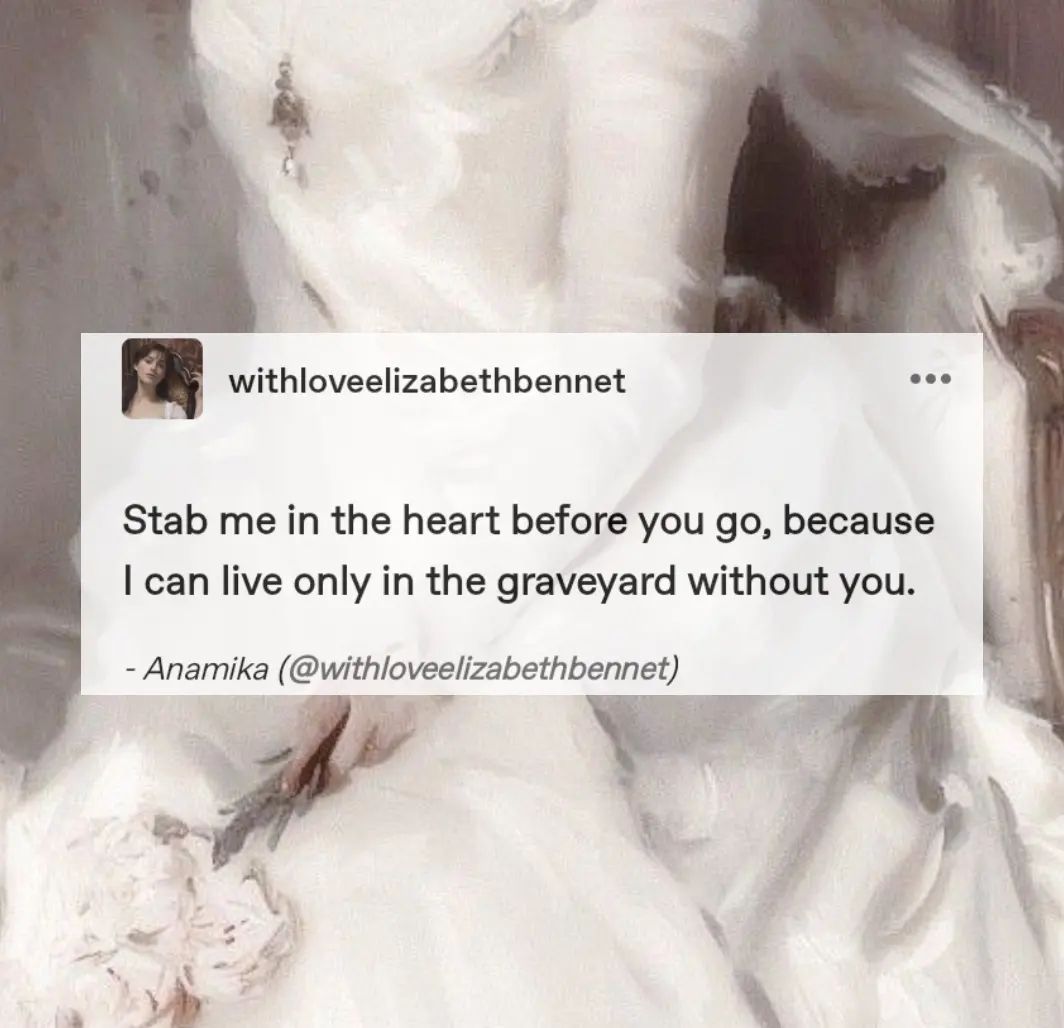 withloveelizabethbennet
Stab me in the heart before you go, because
I can live only in the graveyard without you.
- Anamika (@withloveelizabethbennet)